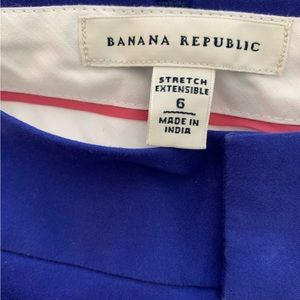 BANANA REPUBLIC
STRETCH
EXTENSIBLE
6
MADE IN
INDIA